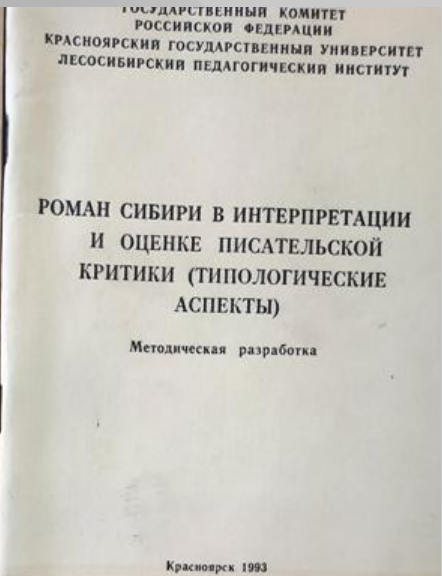 ГОСУДАРСТВЕННЫЙ КОМИТЕТ
РОССИЙСКОЙ ФЕДЕРАЦИИ
КРАСНОЯРСКИЙ ГОСУДАРСТВЕННЫЙ УНИВЕРСИТЕТ
ЛЕСОСИБИРСКИЙ ПЕДАГОГИЧЕСКИЙ ИНСТИТУТ
РОМАН СИБИРИ В ИНТЕРПРЕТАЦИИ
И ОЦЕНКЕ ПИСАТЕЛЬСКОЙ
КРИТИКИ (ТИПОЛОГИЧЕСКИЕ
АСПЕКТЫ)
Методическая разработка
Красноярск 1993